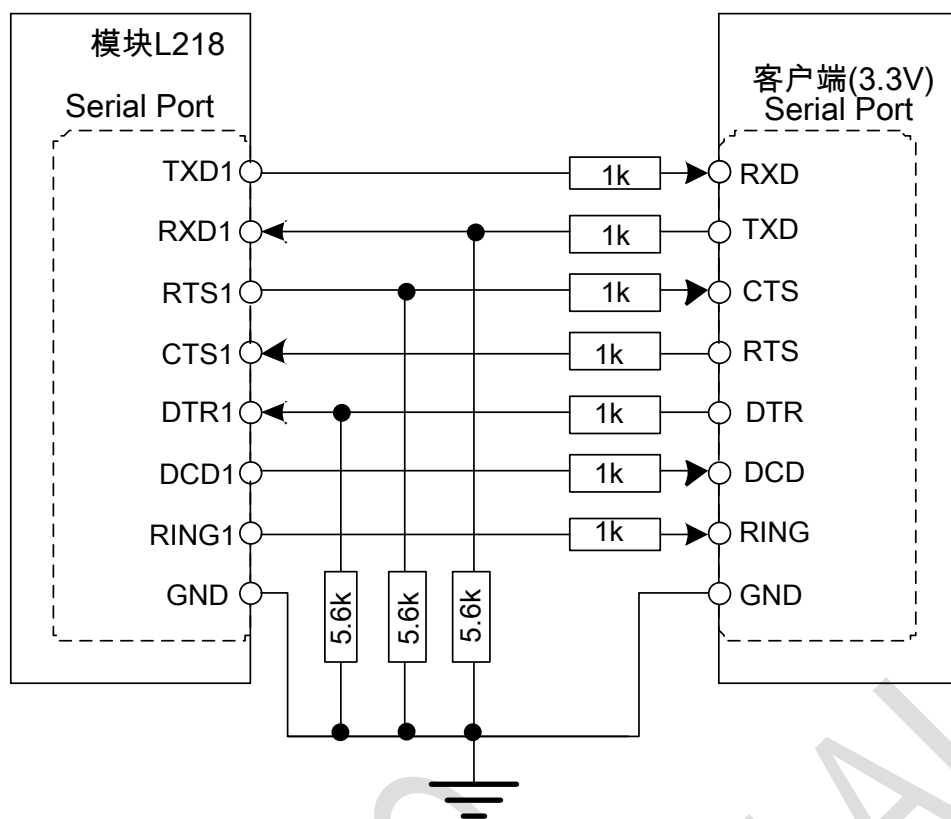 模块L218
Serial Port
客户端(3.3V)
Serial Port
TXD1
1k
RXD
RXD1
1k
TXD
RTS1
1k
CTS
CTS1
1k
RTS
DTR1
1k
DTR
DCD1
1k
DCD
RING1
1k
RING
GND
5.6k
5.6k
5.6k
GND